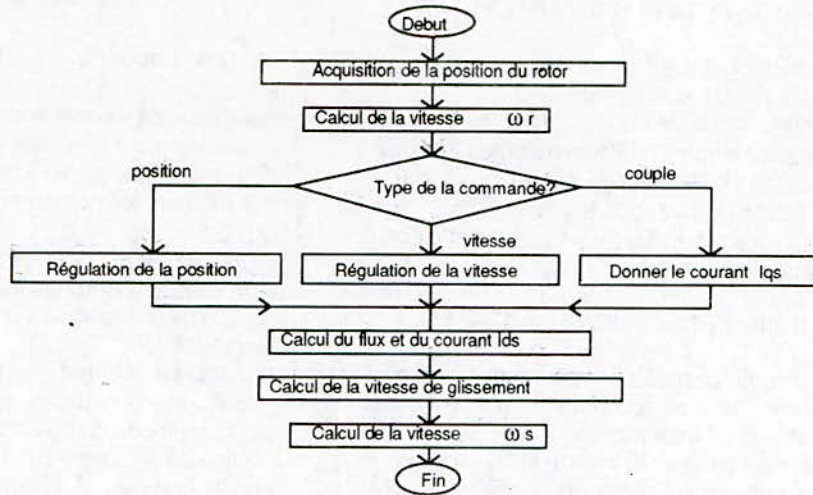 Debut
Acquisition de la position du rotor
Calcul de la vitesse ω r
position
Type de la commande?
couple
vitesse
Régulation de la position
Régulation de la vitesse
Donner le courant Iqs
Calcul du flux et du courant Ids
Calcul de la vitesse de glissement
Calcul de la vitesse ω s
Fin